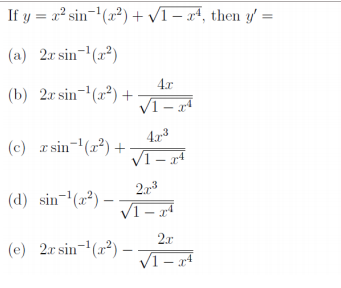 If y = x² sin⁻¹(x²) + √(1 − x⁴), then y′ =
(a) 2x sin⁻¹(x²)
(b) 2x sin⁻¹(x²) + 4x/√(1 − x⁴)
(c) x sin⁻¹(x²) + 4x³/√(1 − x⁴)
(d) sin⁻¹(x²) − 2x³/√(1 − x⁴)
(e) 2x sin⁻¹(x²) − 2x/√(1 − x⁴)